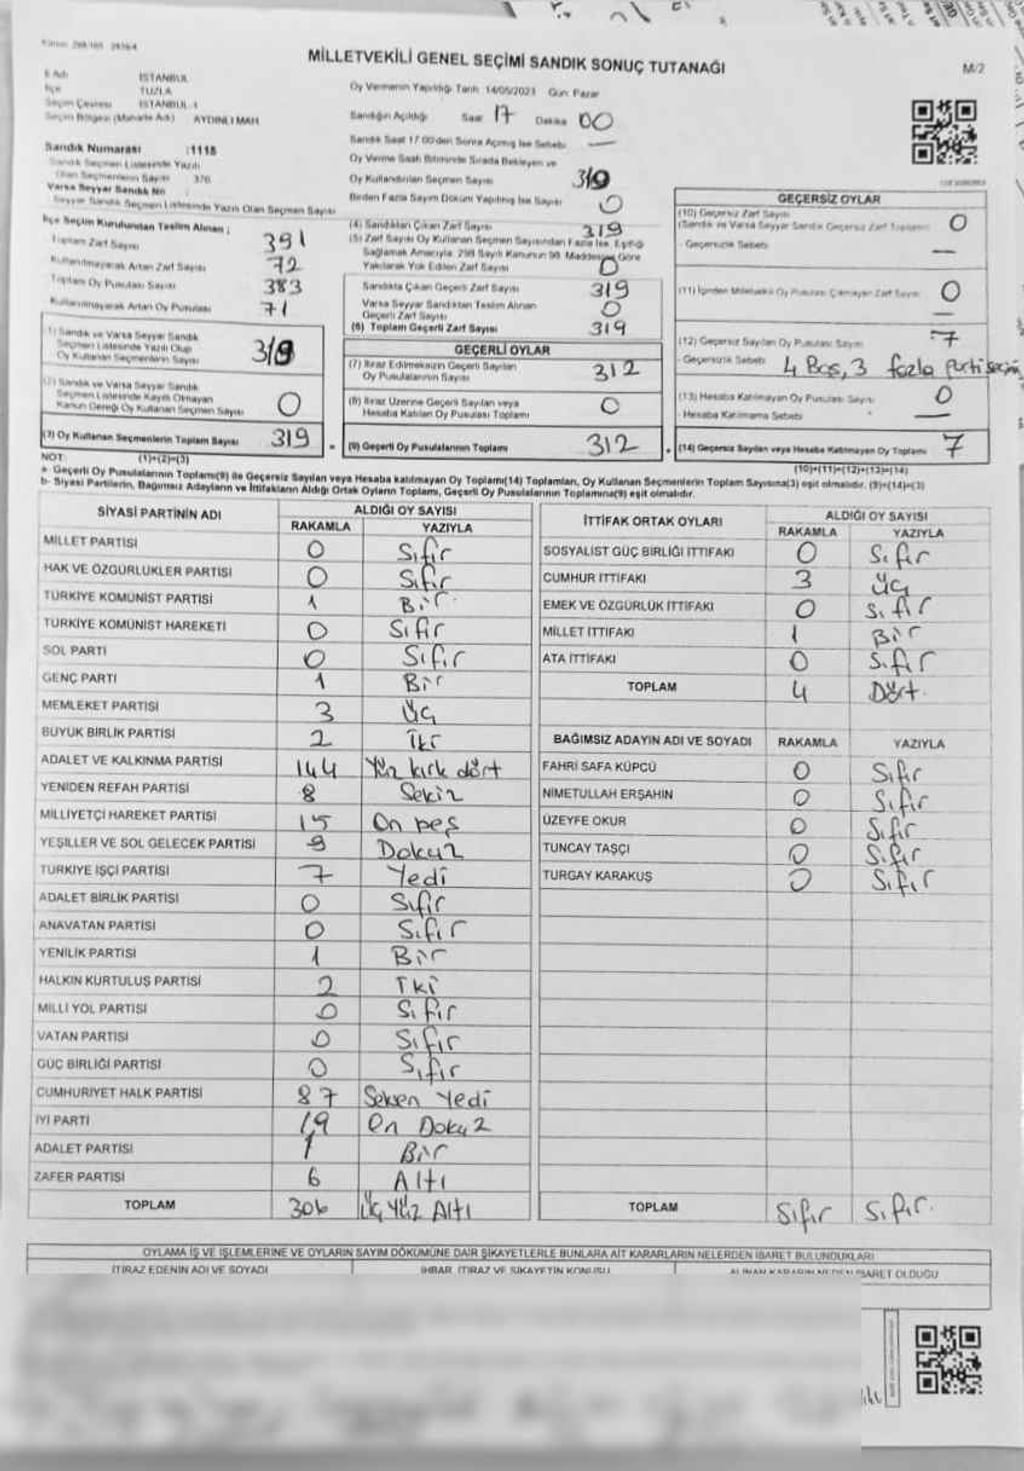 MİLLETVEKİLİ GENEL SEÇİMİ SANDIK SONUÇ TUTANAĞI
M/2
İl Adı İSTANBUL
İlçe TUZLA
Seçim Çevresi İSTANBUL-1
Seçim Bölgesi (Mahalle Adı) AYDINLI MAH.
Sandık Numarası :1118
Sandık Seçmen Listesinde Yazılı
Olan Seçmenlerin Sayısı 376
Varsa Seyyar Sandık No :
Seyyar Sandık Seçmen Listesinde Yazılı Olan Seçmen Sayısı
İlçe Seçim Kurulundan Teslim Alınan ;
Toplam Zarf Sayısı 391
Kullanılmayarak Artan Zarf Sayısı 72
Toplam Oy Pusulası Sayısı 383
Kullanılmayarak Artan Oy Pusulası 71
(1) Sandık ve Varsa Seyyar Sandık
Seçmen Listesinde Yazılı Olup
Oy Kullanan Seçmenlerin Sayısı 319
(2) Sandık ve Varsa Seyyar Sandık
Seçmen Listesinde Kayıtlı Olmayan
Kanun Gereği Oy Kullanan Seçmen Sayısı 0
(3) Oy Kullanan Seçmenlerin Toplam Sayısı 319
(1)+(2)=(3)
Oy Vermenin Yapıldığı Tarih: 14/05/2023 Gün: Pazar
Sandığın Açıldığı Saat 17 Dakika 00
Sandık Saat 17:00'den Sonra Açılmış İse Sebebi —
Oy Verme Saati Bitiminde Sırada Bekleyen ve
Oy Kullandırılan Seçmen Sayısı 319
Birden Fazla Sayım Döküm Yapılmış İse Sayısı 0
(4) Sandıktan Çıkan Zarf Sayısı 319
(5) Zarf Sayısı Oy Kullanan Seçmen Sayısından Fazla İse, Eşitliği
Sağlamak Amacıyla, 298 Sayılı Kanunun 98. Maddesine Göre
Yakılarak Yok Edilen Zarf Sayısı 0
Sandıkta Çıkan Geçerli Zarf Sayısı 319
Varsa Seyyar Sandıktan Teslim Alınan
Geçerli Zarf Sayısı 0
(6) Toplam Geçerli Zarf Sayısı 319
GEÇERLİ OYLAR
(7) İtiraz Edilmeksizin Geçerli Sayılan
Oy Pusulalarının Sayısı 312
(8) İtiraz Üzerine Geçerli Sayılan veya
Hesaba Katılan Oy Pusulası Toplamı 0
(9) Geçerli Oy Pusulalarının Toplamı 312
GEÇERSİZ OYLAR
(10) Geçersiz Zarf Sayısı
(Sandık ve Varsa Seyyar Sandık Geçersiz Zarf Toplamı) 0
- Geçersizlik Sebebi: —
(11) İçinden Milletvekili Oy Pusulası Çıkmayan Zarf Sayısı 0
(12) Geçersiz Sayılan Oy Pusulası Sayısı 7
- Geçersizlik Sebebi: 4 Boş, 3 fazla parti seçimi
(13) Hesaba Katılmayan Oy Pusulası Sayısı 0
- Hesaba Katılmama Sebebi: —
(14) Geçersiz Sayılan veya Hesaba Katılmayan Oy Toplamı 7
(10)+(11)+(12)+(13)=(14)
NOT:
a- Geçerli Oy Pusulalarının Toplamı(9) ile Geçersiz Sayılan veya Hesaba katılmayan Oy Toplamı(14) Toplamları, Oy Kullanan Seçmenlerin Toplam Sayısına(3) eşit olmalıdır. (9)+(14)=(3)
b- Siyasi Partilerin, Bağımsız Adayların ve İttifakların Aldığı Ortak Oyların Toplamı, Geçerli Oy Pusulalarının Toplamına(9) eşit olmalıdır.
SİYASİ PARTİNİN ADI ALDIĞI OY SAYISI
RAKAMLA YAZIYLA
MİLLET PARTİSİ 0 Sıfır
HAK VE ÖZGÜRLÜKLER PARTİSİ 0 Sıfır
TÜRKİYE KOMÜNİST PARTİSİ 1 Bir
TÜRKİYE KOMÜNİST HAREKETİ 0 Sıfır
SOL PARTİ 0 Sıfır
GENÇ PARTİ 1 Bir
MEMLEKET PARTİSİ 3 Üç
BÜYÜK BİRLİK PARTİSİ 2 İki
ADALET VE KALKINMA PARTİSİ 144 Yüz kırk dört
YENİDEN REFAH PARTİSİ 8 Sekiz
MİLLİYETÇİ HAREKET PARTİSİ 15 On beş
YEŞİLLER VE SOL GELECEK PARTİSİ 9 Dokuz
TÜRKİYE İŞÇİ PARTİSİ 7 Yedi
ADALET BİRLİK PARTİSİ 0 Sıfır
ANAVATAN PARTİSİ 0 Sıfır
YENİLİK PARTİSİ 1 Bir
HALKIN KURTULUŞ PARTİSİ 2 İki
MİLLİ YOL PARTİSİ 0 Sıfır
VATAN PARTİSİ 0 Sıfır
GÜÇ BİRLİĞİ PARTİSİ 0 Sıfır
CUMHURİYET HALK PARTİSİ 87 Seksen Yedi
İYİ PARTİ 19 On Dokuz
ADALET PARTİSİ 1 Bir
ZAFER PARTİSİ 6 Altı
TOPLAM 306 Üç Yüz Altı
İTTİFAK ORTAK OYLARI ALDIĞI OY SAYISI
RAKAMLA YAZIYLA
SOSYALİST GÜÇ BİRLİĞİ İTTİFAKI 0 Sıfır
CUMHUR İTTİFAKI 3 Üç
EMEK VE ÖZGÜRLÜK İTTİFAKI 0 Sıfır
MİLLET İTTİFAKI 1 Bir
ATA İTTİFAKI 0 Sıfır
TOPLAM 4 Dört
BAĞIMSIZ ADAYIN ADI VE SOYADI RAKAMLA YAZIYLA
FAHRİ SAFA KÜPCÜ 0 Sıfır
NİMETULLAH ERŞAHİN 0 Sıfır
ÜZEYFE OKUR 0 Sıfır
TUNCAY TAŞÇI 0 Sıfır
TURGAY KARAKUŞ 0 Sıfır
TOPLAM Sıfır Sıfır.
OYLAMA İŞ VE İŞLEMLERİNE VE OYLARIN SAYIM DÖKÜMÜNE DAİR ŞİKAYETLERLE BUNLARA AİT KARARLARIN NELERDEN İBARET BULUNDUKLARI
İTİRAZ EDENİN ADI VE SOYADI İHBAR, İTİRAZ VE ŞİKAYETİN KONUSU ALINAN KARARIN NEDEN İBARET OLDUĞU